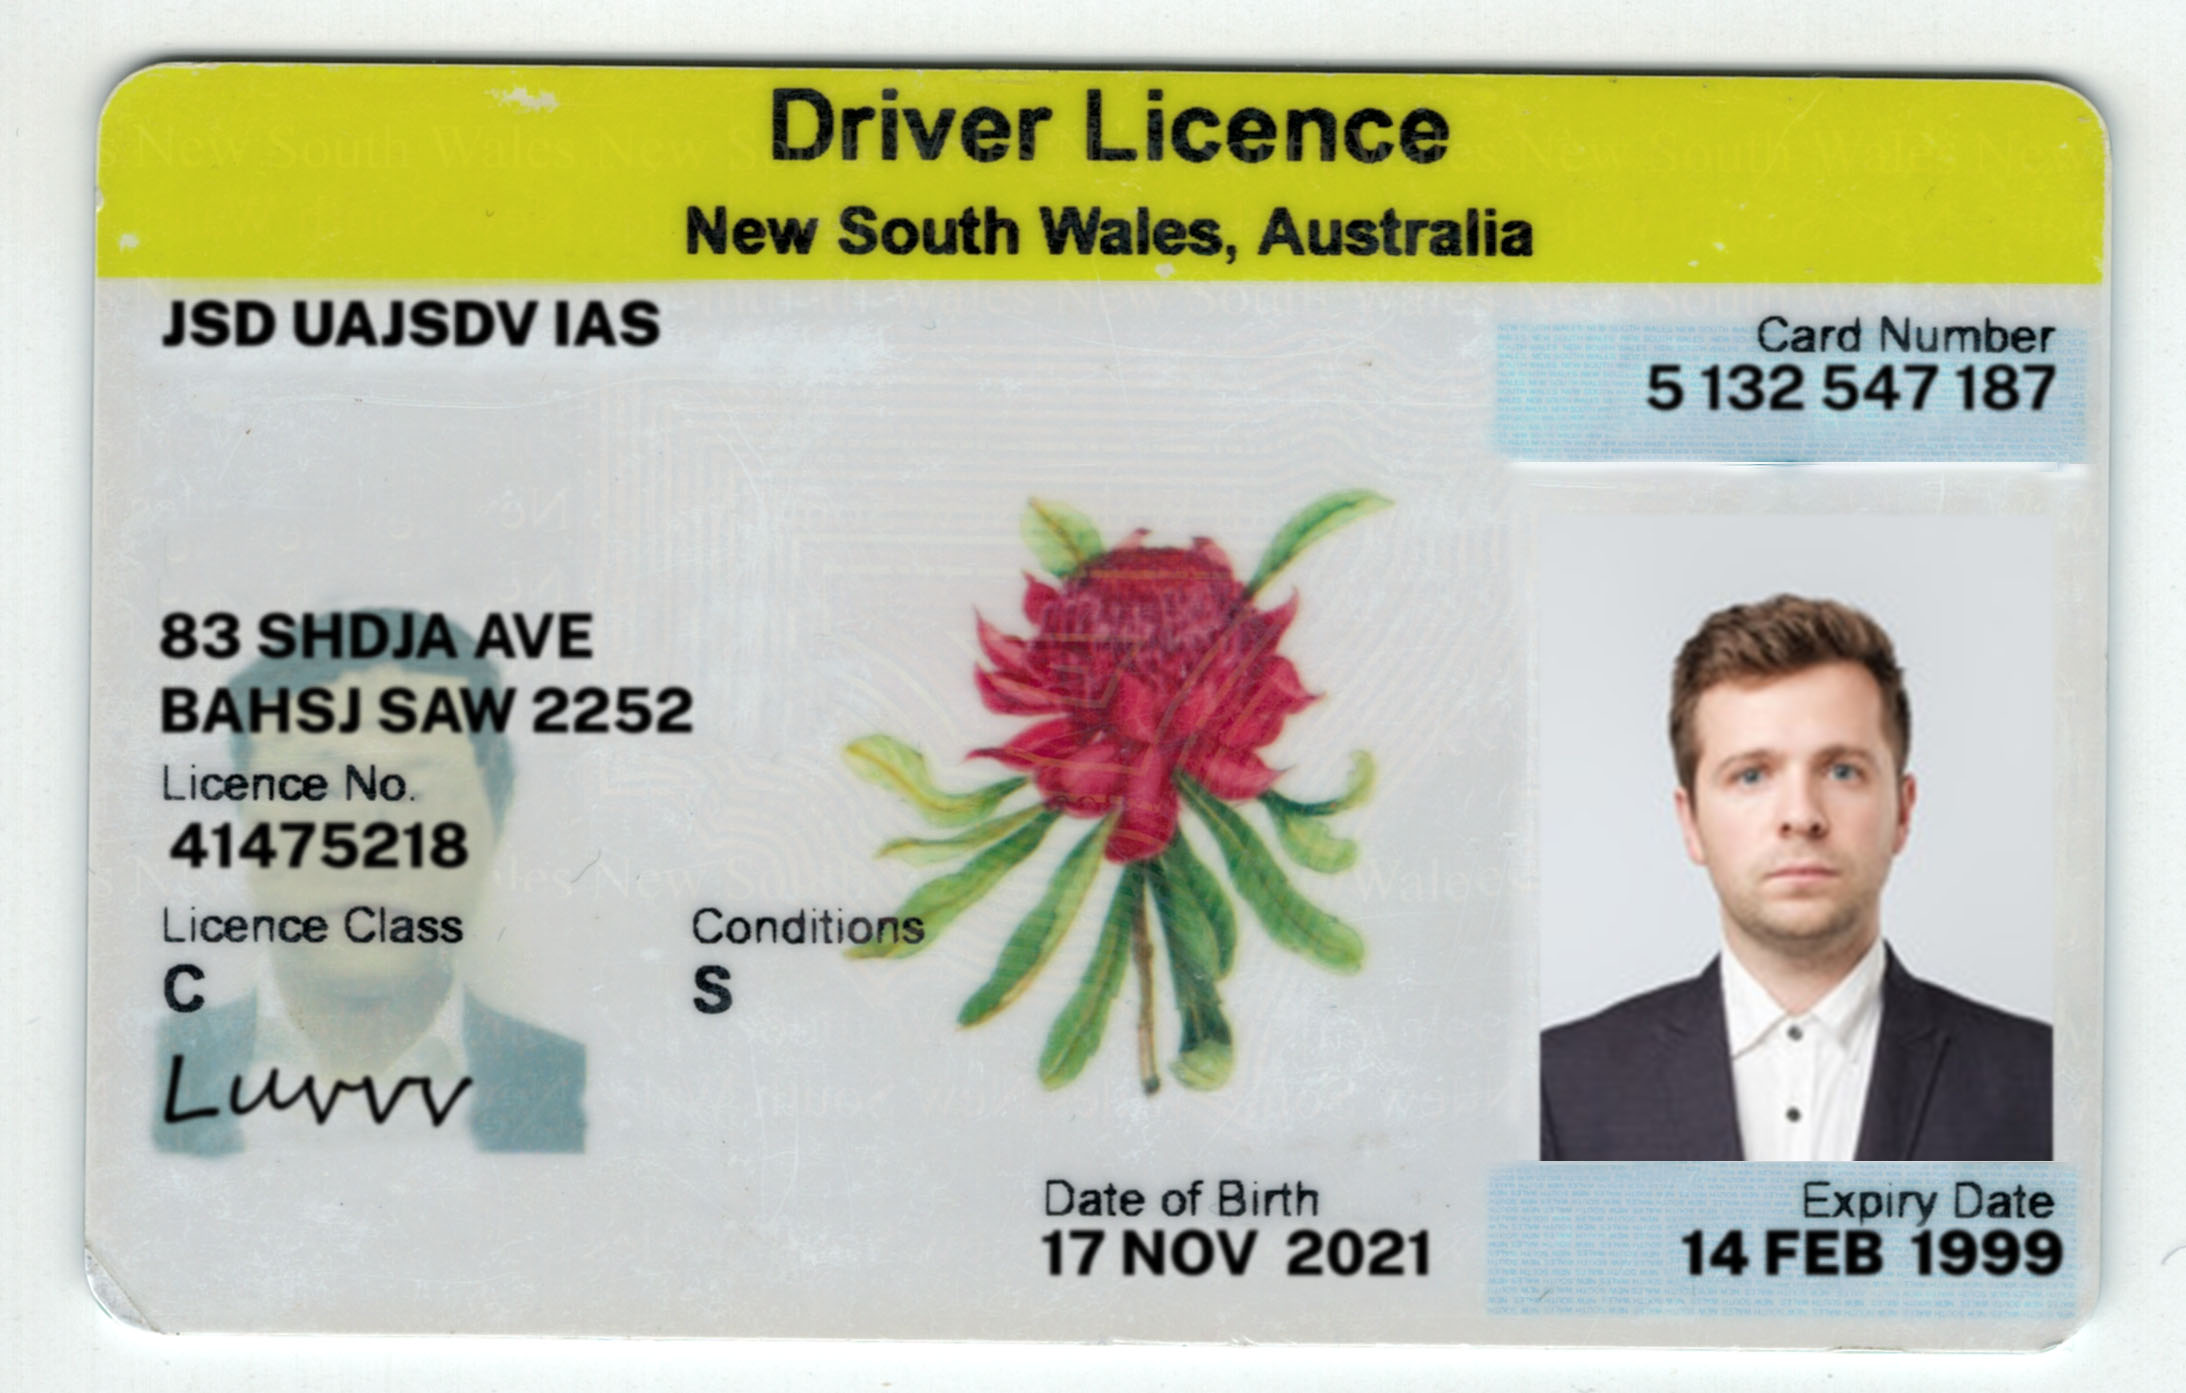 Driver Licence
New South Wales, Australia
JSD UAJSDV IAS
Card Number
5 132 547 187
83 SHDJA AVE
BAHSJ SAW 2252
Licence No.
41475218
Licence Class
Conditions
C
S
Luvvv
Date of Birth
17 NOV 2021
Expiry Date
14 FEB 1999